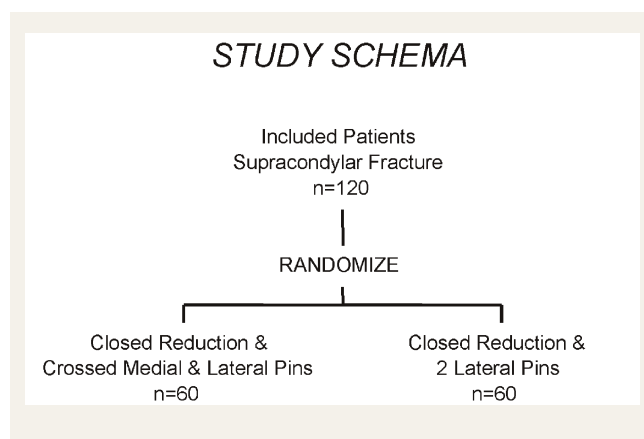 STUDY SCHEMA
Included Patients
Supracondylar Fracture
n=120
RANDOMIZE
Closed Reduction &
Crossed Medial & Lateral Pins
n=60
Closed Reduction &
2 Lateral Pins
n=60